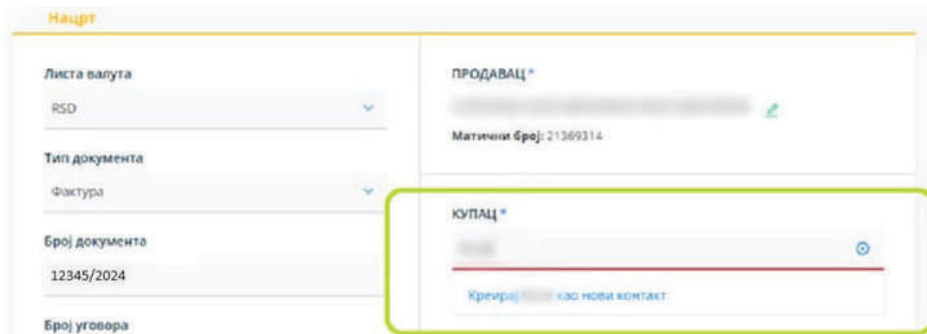 Нацрт
Листа валута
RSD
Тип документа
Фактура
Број документа
12345/2024
Број уговора
ПРОДАВАЦ *
Матични број: 21369314
КУПАЦ *
Креирај као нови контакт